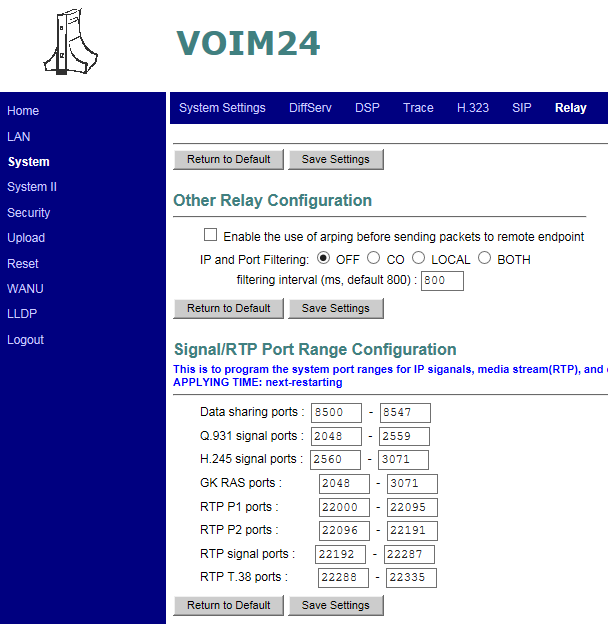 VOIM24
System Settings DiffServ DSP Trace H.323 SIP Relay
Home
LAN
System
System II
Security
Upload
Reset
WANU
LLDP
Logout
Return to Default Save Settings
Other Relay Configuration
Enable the use of arping before sending packets to remote endpoint
IP and Port Filtering: OFF CO LOCAL BOTH
filtering interval (ms, default 800) : 800
Return to Default Save Settings
Signal/RTP Port Range Configuration
This is to program the system port ranges for IP siganals, media stream(RTP), and
APPLYING TIME: next-restarting
Data sharing ports : 8500 - 8547
Q.931 signal ports : 2048 - 2559
H.245 signal ports : 2560 - 3071
GK RAS ports : 2048 - 3071
RTP P1 ports : 22000 - 22095
RTP P2 ports : 22096 - 22191
RTP signal ports : 22192 - 22287
RTP T.38 ports : 22288 - 22335
Return to Default Save Settings